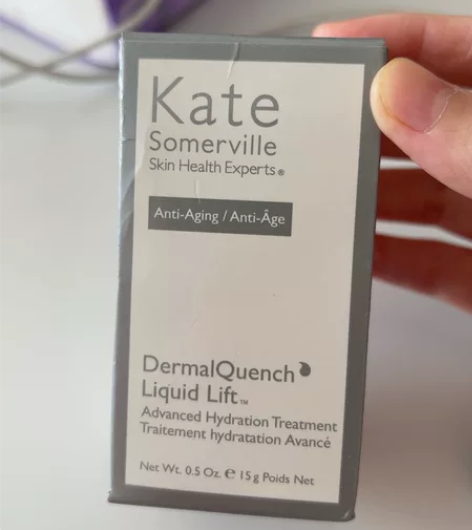 Kate
Somerville
Skin Health Experts®
Anti-Aging / Anti-Âge
DermalQuench
Liquid Lift™
Advanced Hydration Treatment
Traitement hydratation Avancé
Net Wt. 0.5 Oz. ℮ 15 g Poids Net